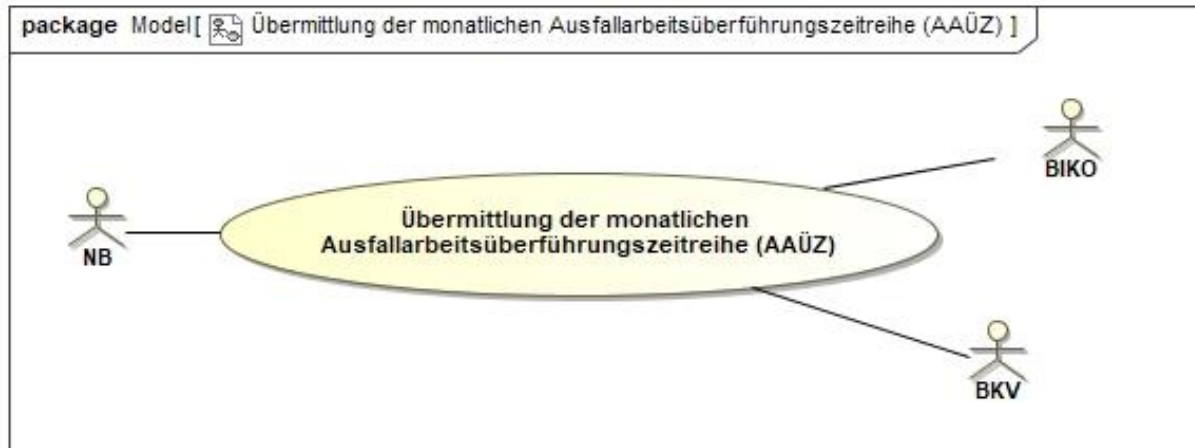 package Model[ Übermittlung der monatlichen Ausfallarbeitsüberführungszeitreihe (AAÜZ) ]
BIKO
Übermittlung der monatlichen
Ausfallarbeitsüberführungszeitreihe (AAÜZ)
NB
BKV